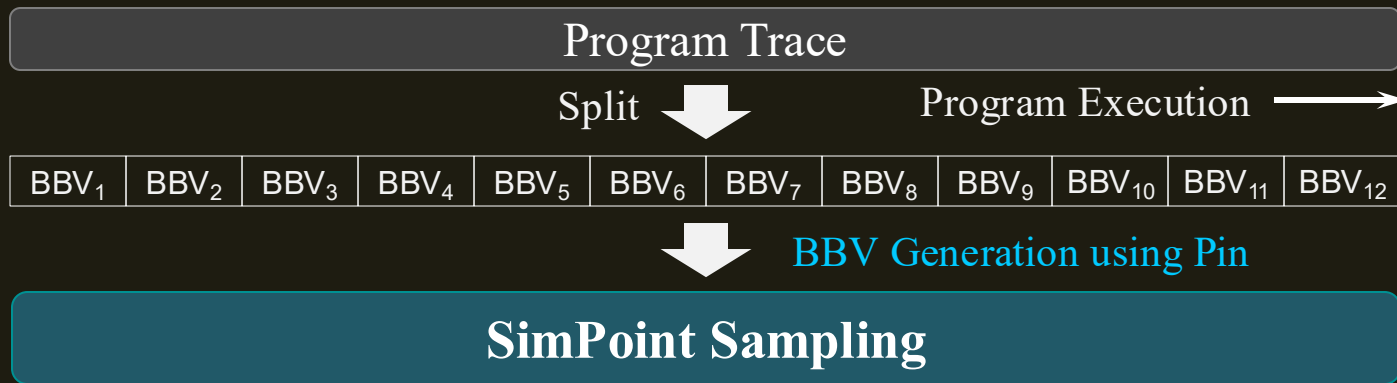 Program Trace
Split Program Execution
BBV₁ BBV₂ BBV₃ BBV₄ BBV₅ BBV₆ BBV₇ BBV₈ BBV₉ BBV₁₀ BBV₁₁ BBV₁₂
BBV Generation using Pin
SimPoint Sampling